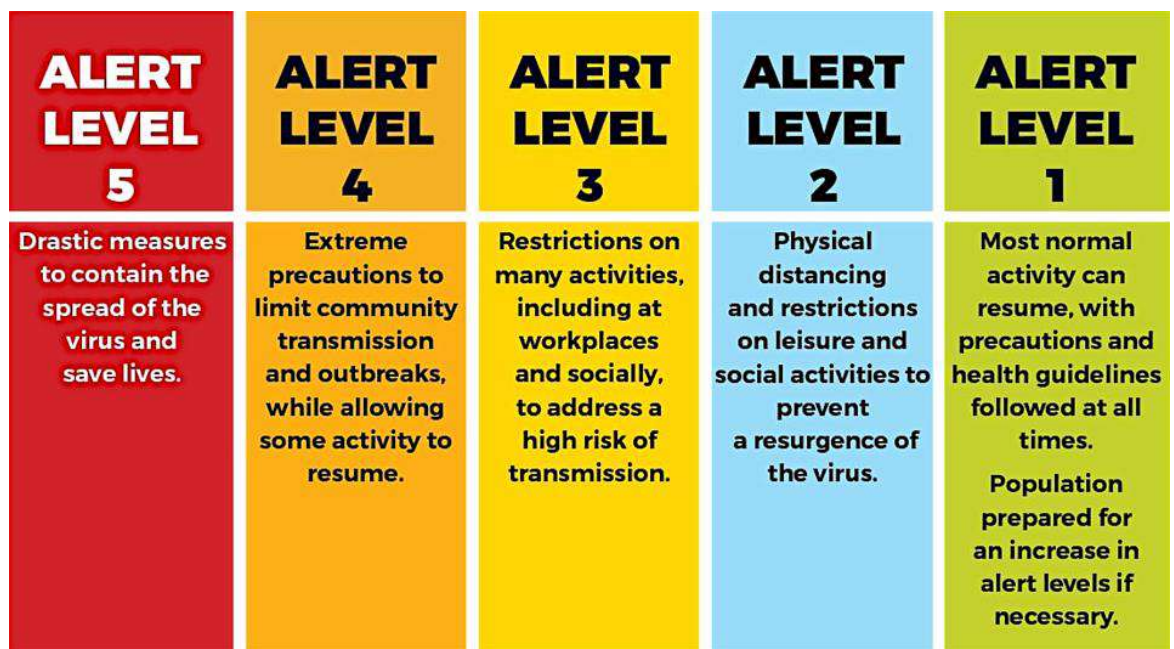 ALERT
LEVEL
5
Drastic measures
to contain the
spread of the
virus and
save lives.
ALERT
LEVEL
4
Extreme
precautions to
limit community
transmission
and outbreaks,
while allowing
some activity to
resume.
ALERT
LEVEL
3
Restrictions on
many activities,
including at
workplaces
and socially,
to address a
high risk of
transmission.
ALERT
LEVEL
2
Physical
distancing
and restrictions
on leisure and
social activities to
prevent
a resurgence of
the virus.
ALERT
LEVEL
1
Most normal
activity can
resume, with
precautions and
health guidelines
followed at all
times.
Population
prepared for
an increase in
alert levels if
necessary.